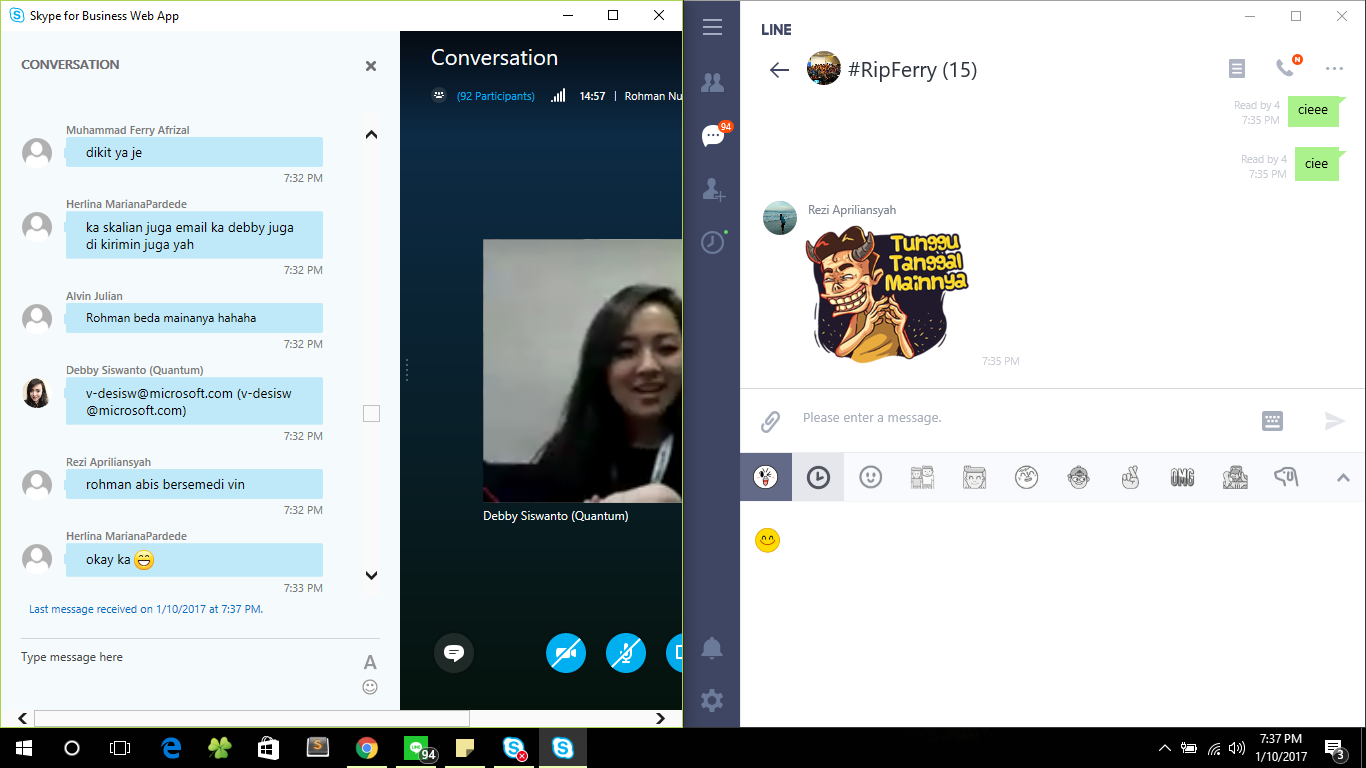 Skype for Business Web App
CONVERSATION
Muhammad Ferry Afrizal
dikit ya je
7:32 PM
Herlina MarianaPardede
ka skalian juga email ka debby juga
di kirimin juga yah
7:32 PM
Alvin Julian
Rohman beda mainanya hahaha
7:32 PM
Debby Siswanto (Quantum)
v-desisw@microsoft.com (v-desisw
@microsoft.com)
7:32 PM
Rezi Apriliansyah
rohman abis bersemedi vin
7:32 PM
Herlina MarianaPardede
okay ka
7:33 PM
Last message received on 1/10/2017 at 7:37 PM.
Type message here
A
Conversation
(92 Participants)
14:57 | Rohman Nu
Debby Siswanto (Quantum)
94
LINE
#RipFerry (15)
N
Read by 4
7:35 PM
cieee
Read by 4
7:35 PM
ciee
Rezi Apriliansyah
Tunggu
Tanggal
Mainnya
7:35 PM
Please enter a message.
OMG
LINE
94
7:37 PM
1/10/2017
3